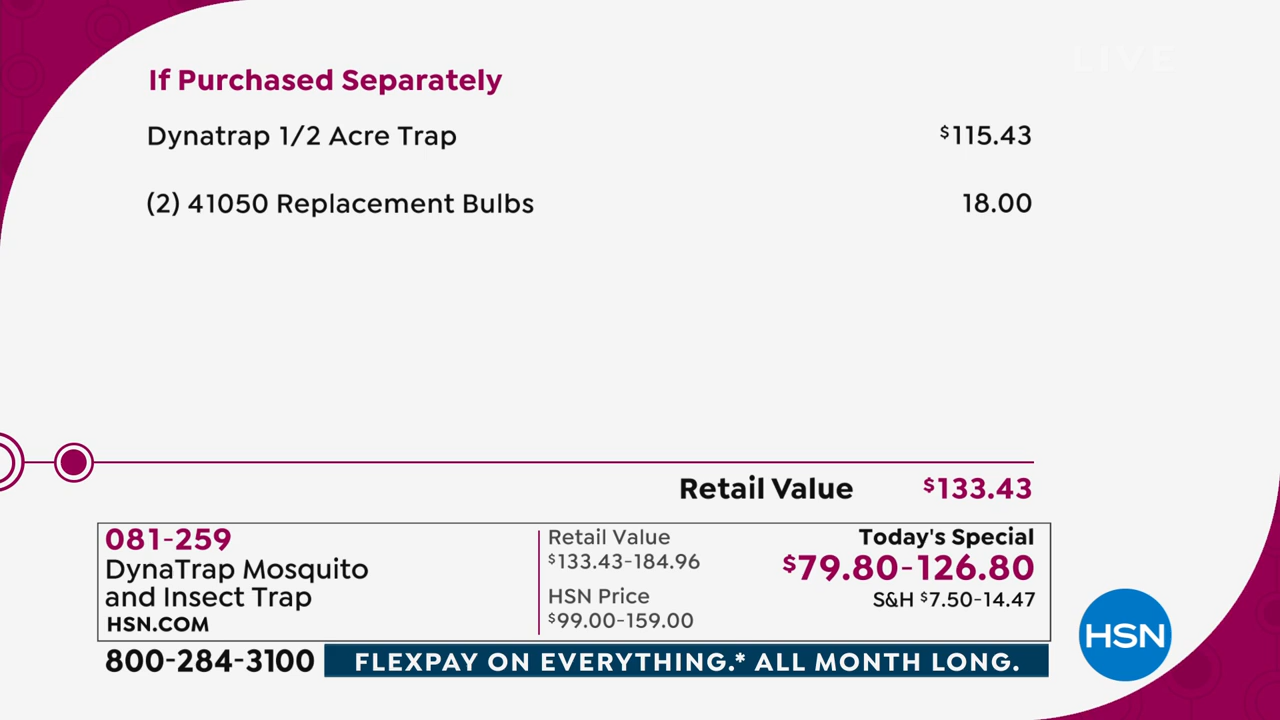 LIVE
If Purchased Separately
Dynatrap 1/2 Acre Trap $115.43
(2) 41050 Replacement Bulbs 18.00
Retail Value $133.43
081-259
DynaTrap Mosquito
and Insect Trap
HSN.COM
Retail Value
$133.43-184.96
HSN Price
$99.00-159.00
Today's Special
$79.80-126.80
S&H $7.50-14.47
HSN
800-284-3100 FLEXPAY ON EVERYTHING.* ALL MONTH LONG.